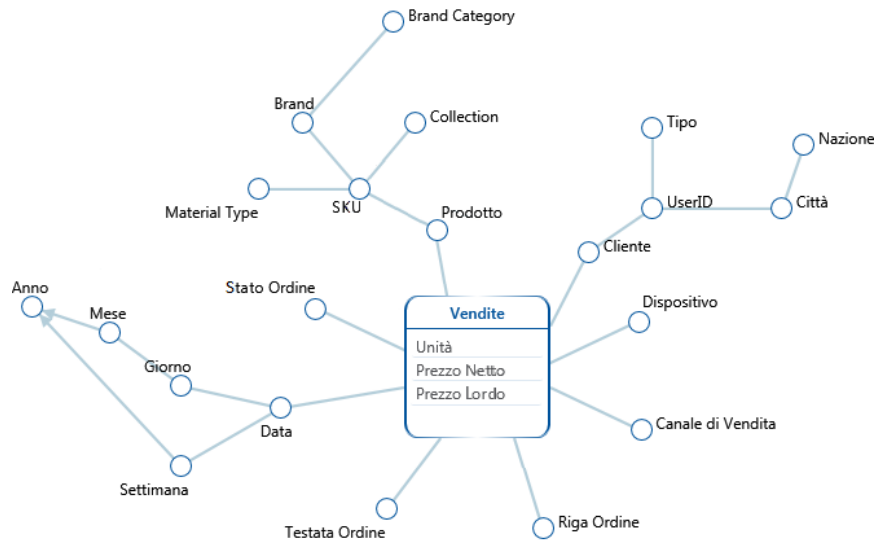 Brand Category
Brand
Collection
Tipo
Nazione
Material Type
SKU
Prodotto
UserID
Città
Cliente
Anno
Mese
Stato Ordine
Vendite
Dispositivo
Unità
Giorno
Prezzo Netto
Prezzo Lordo
Data
Canale di Vendita
Settimana
Testata Ordine
Riga Ordine